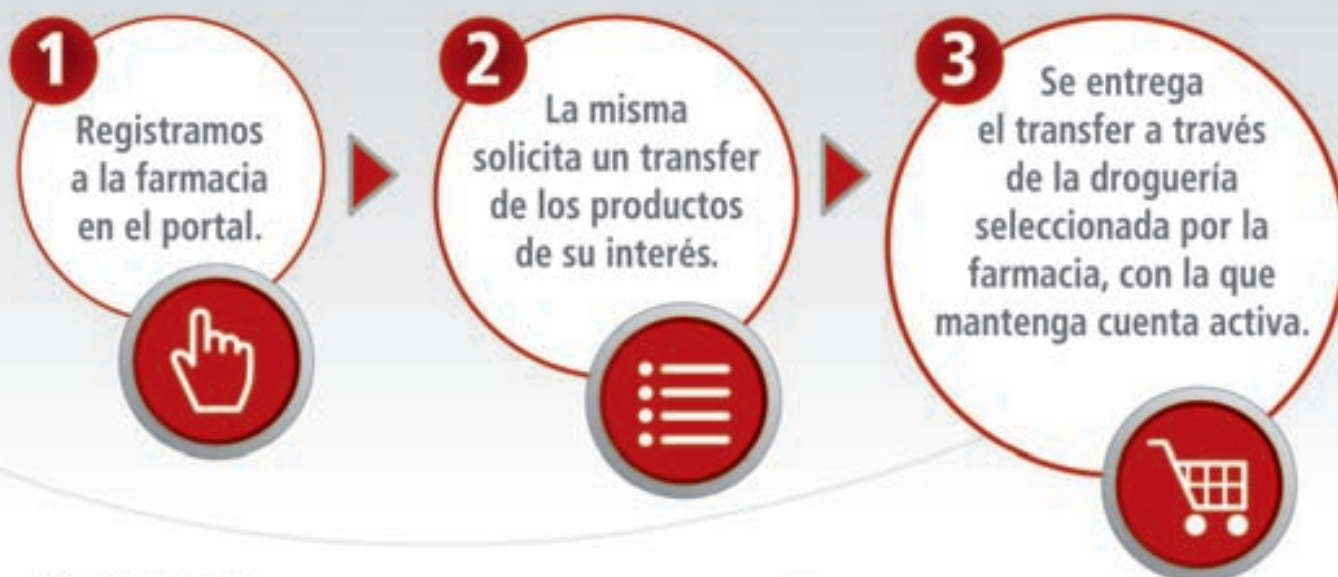 1
Registramos
a la farmacia
en el portal.
2
La misma
solicita un transfer
de los productos
de su interés.
3
Se entrega
el transfer a través
de la droguería
seleccionada por la
farmacia, con la que
mantenga cuenta activa.